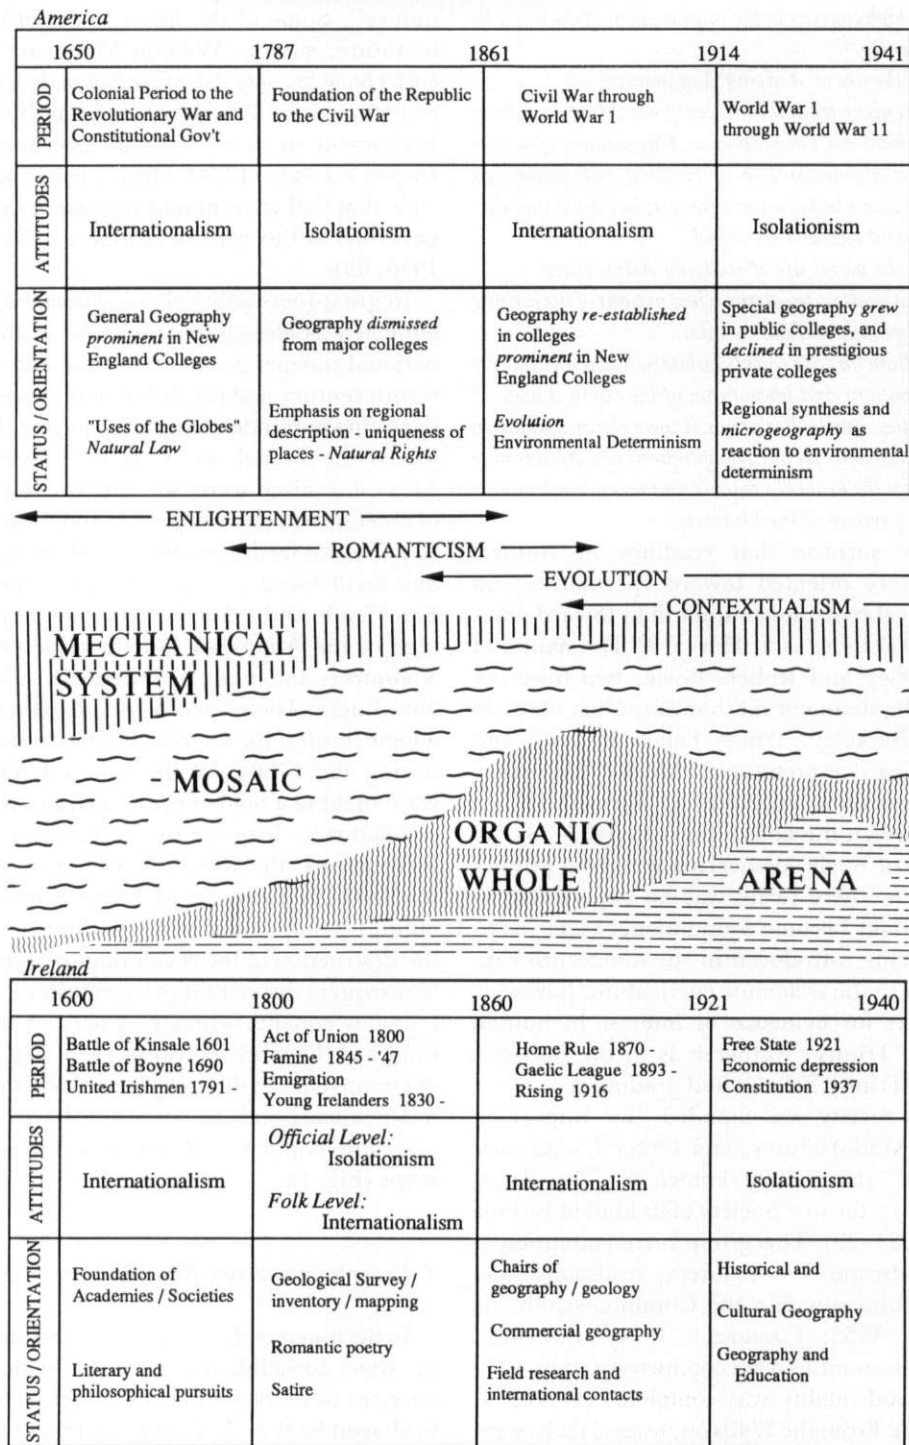 America
1650 1787 1861 1914 1941
PERIOD
Colonial Period to the
Revolutionary War and
Constitutional Gov't
Foundation of the Republic
to the Civil War
Civil War through
World War 1
World War 1
through World War 11
ATTITUDES
Internationalism
Isolationism
Internationalism
Isolationism
STATUS / ORIENTATION
General Geography
prominent in New
England Colleges
"Uses of the Globes"
Natural Law
Geography dismissed
from major colleges
Emphasis on regional
description - uniqueness of
places - Natural Rights
Geography re-established
in colleges
prominent in New
England Colleges
Evolution
Environmental Determinism
Special geography grew
in public colleges, and
declined in prestigious
private colleges
Regional synthesis and
microgeography as
reaction to environmental
determinism
ENLIGHTENMENT
ROMANTICISM
EVOLUTION
CONTEXTUALISM
MECHANICAL
SYSTEM
MOSAIC
ORGANIC
WHOLE
ARENA
Ireland
1600 1800 1860 1921 1940
PERIOD
Battle of Kinsale 1601
Battle of Boyne 1690
United Irishmen 1791 -
Act of Union 1800
Famine 1845 - '47
Emigration
Young Irelanders 1830 -
Home Rule 1870 -
Gaelic League 1893 -
Rising 1916
Free State 1921
Economic depression
Constitution 1937
ATTITUDES
Internationalism
Official Level:
Isolationism
Folk Level:
Internationalism
Internationalism
Isolationism
STATUS / ORIENTATION
Foundation of
Academies / Societies
Literary and
philosophical pursuits
Geological Survey /
inventory / mapping
Romantic poetry
Satire
Chairs of
geography / geology
Commercial geography
Field research and
international contacts
Historical and
Cultural Geography
Geography and
Education